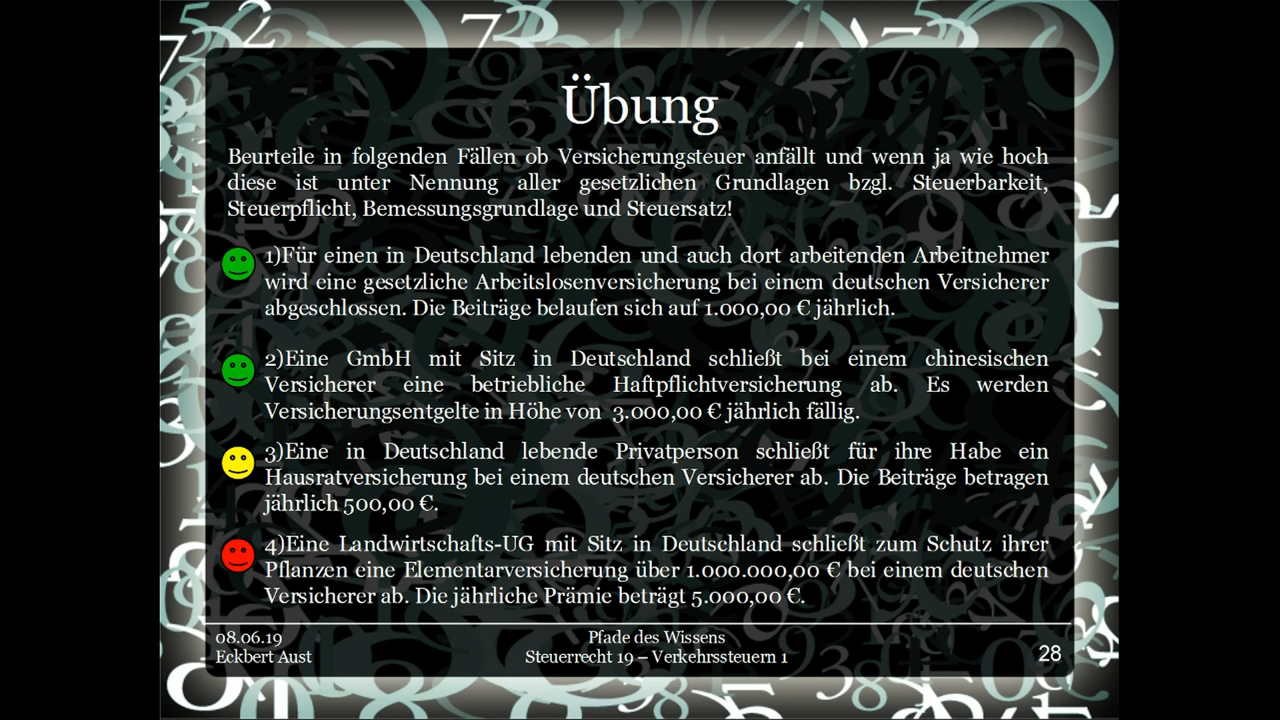 Übung
Beurteile in folgenden Fällen ob Versicherungsteuer anfällt und wenn ja wie hoch
diese ist unter Nennung aller gesetzlichen Grundlagen bzgl. Steuerbarkeit,
Steuerpflicht, Bemessungsgrundlage und Steuersatz!
1)Für einen in Deutschland lebenden und auch dort arbeitenden Arbeitnehmer
wird eine gesetzliche Arbeitslosenversicherung bei einem deutschen Versicherer
abgeschlossen. Die Beiträge belaufen sich auf 1.000,00 € jährlich.
2)Eine GmbH mit Sitz in Deutschland schließt bei einem chinesischen
Versicherer eine betriebliche Haftpflichtversicherung ab. Es werden
Versicherungsentgelte in Höhe von 3.000,00 € jährlich fällig.
3)Eine in Deutschland lebende Privatperson schließt für ihre Habe ein
Hausratversicherung bei einem deutschen Versicherer ab. Die Beiträge betragen
jährlich 500,00 €.
4)Eine Landwirtschafts-UG mit Sitz in Deutschland schließt zum Schutz ihrer
Pflanzen eine Elementarversicherung über 1.000.000,00 € bei einem deutschen
Versicherer ab. Die jährliche Prämie beträgt 5.000,00 €.
08.06.19
Eckbert Aust
Pfade des Wissens
Steuerrecht 19 – Verkehrssteuern 1
28